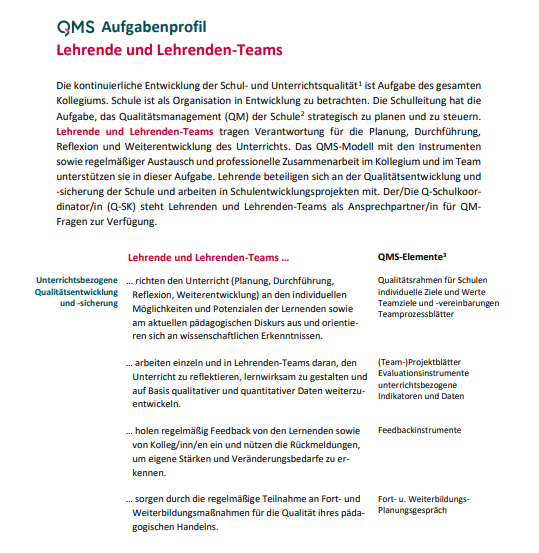 QMS Aufgabenprofil
Lehrende und Lehrenden-Teams
Die kontinuierliche Entwicklung der Schul- und Unterrichtsqualität¹ ist Aufgabe des gesamten
Kollegiums. Schule ist als Organisation in Entwicklung zu betrachten. Die Schulleitung hat die
Aufgabe, das Qualitätsmanagement (QM) der Schule² strategisch zu planen und zu steuern.
Lehrende und Lehrenden-Teams tragen Verantwortung für die Planung, Durchführung,
Reflexion und Weiterentwicklung des Unterrichts. Das QMS-Modell mit den Instrumenten
sowie regelmäßiger Austausch und professionelle Zusammenarbeit im Kollegium und im Team
unterstützen sie in dieser Aufgabe. Lehrende beteiligen sich an der Qualitätsentwicklung und
-sicherung der Schule und arbeiten in Schulentwicklungsprojekten mit. Der/Die Q-Schulkoor-
dinator/in (Q-SK) steht Lehrenden und Lehrenden-Teams als Ansprechpartner/in für QM-
Fragen zur Verfügung.
Lehrende und Lehrenden-Teams ...
QMS-Elemente³
Unterrichtsbezogene
Qualitätsentwicklung
und -sicherung
... richten den Unterricht (Planung, Durchführung,
Reflexion, Weiterentwicklung) an den individuellen
Möglichkeiten und Potenzialen der Lernenden sowie
am aktuellen pädagogischen Diskurs aus und orientie-
ren sich an wissenschaftlichen Erkenntnissen.
Qualitätsrahmen für Schulen
individuelle Ziele und Werte
Teamziele und -vereinbarungen
Teamprozessblätter
... arbeiten einzeln und in Lehrenden-Teams daran, den
Unterricht zu reflektieren, lernwirksam zu gestalten und
auf Basis qualitativer und quantitativer Daten weiterzu-
entwickeln.
(Team-)Projektblätter
Evaluationsinstrumente
unterrichtsbezogene
Indikatoren und Daten
... holen regelmäßig Feedback von den Lernenden sowie
von Kolleg/inn/en ein und nützen die Rückmeldungen,
um eigene Stärken und Veränderungsbedarfe zu er-
kennen.
Feedbackinstrumente
... sorgen durch die regelmäßige Teilnahme an Fort- und
Weiterbildungsmaßnahmen für die Qualität ihres päda-
gogischen Handelns.
Fort- u. Weiterbildungs-
Planungsgespräch